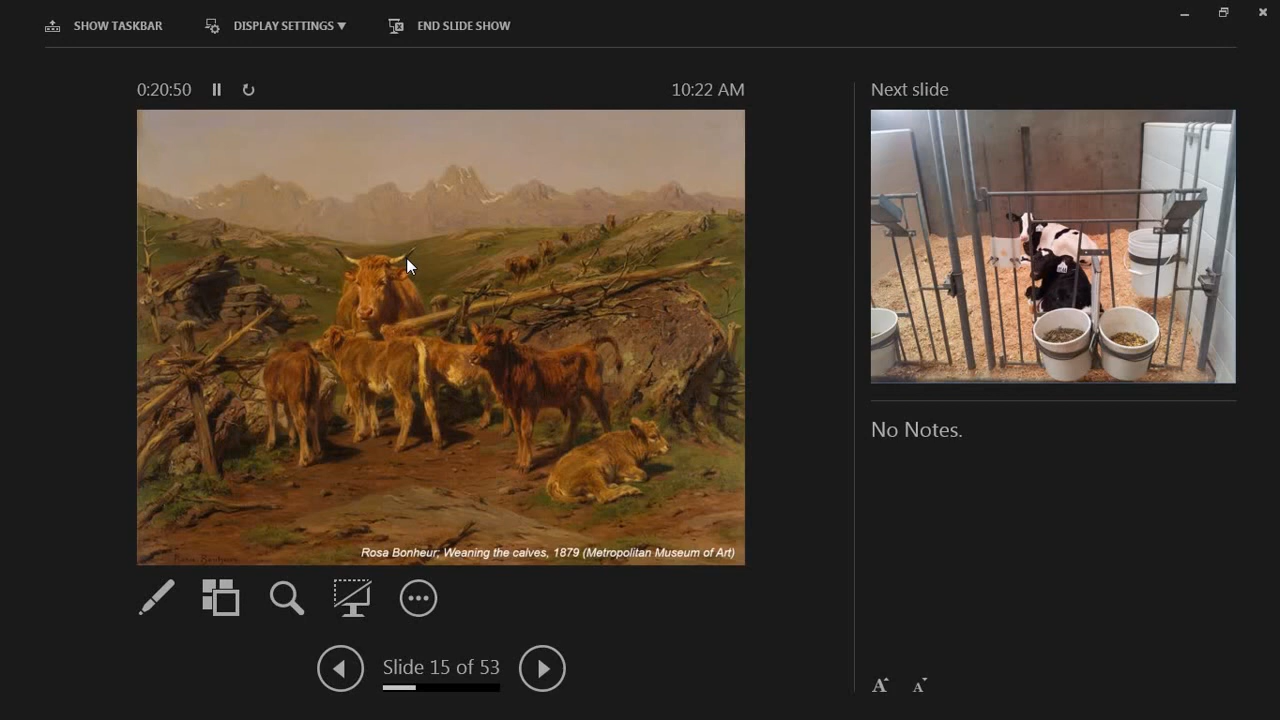 SHOW TASKBAR
DISPLAY SETTINGS
END SLIDE SHOW
0:20:50
10:22 AM
Next slide
Rosa Bonheur; Weaning the calves, 1879 (Metropolitan Museum of Art)
No Notes.
Slide 15 of 53
A A